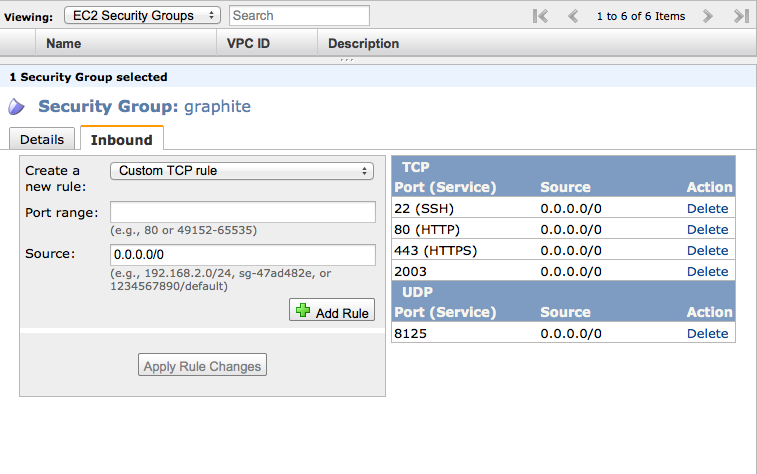 Viewing: EC2 Security Groups Search 1 to 6 of 6 Items
Name VPC ID Description
1 Security Group selected
Security Group: graphite
Details Inbound
Create a new rule: Custom TCP rule
Port range:
(e.g., 80 or 49152-65535)
Source: 0.0.0.0/0
(e.g., 192.168.2.0/24, sg-47ad482e, or
1234567890/default)
Add Rule
Apply Rule Changes
TCP
Port (Service) Source Action
22 (SSH) 0.0.0.0/0 Delete
80 (HTTP) 0.0.0.0/0 Delete
443 (HTTPS) 0.0.0.0/0 Delete
2003 0.0.0.0/0 Delete
UDP
Port (Service) Source Action
8125 0.0.0.0/0 Delete